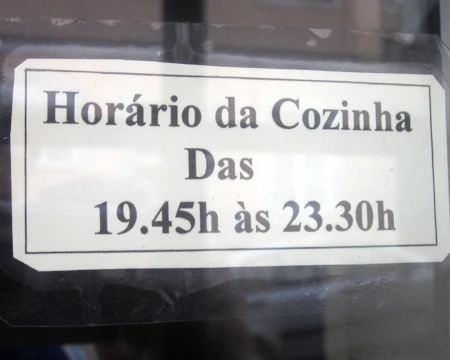 Horário da Cozinha
Das
19.45h às 23.30h